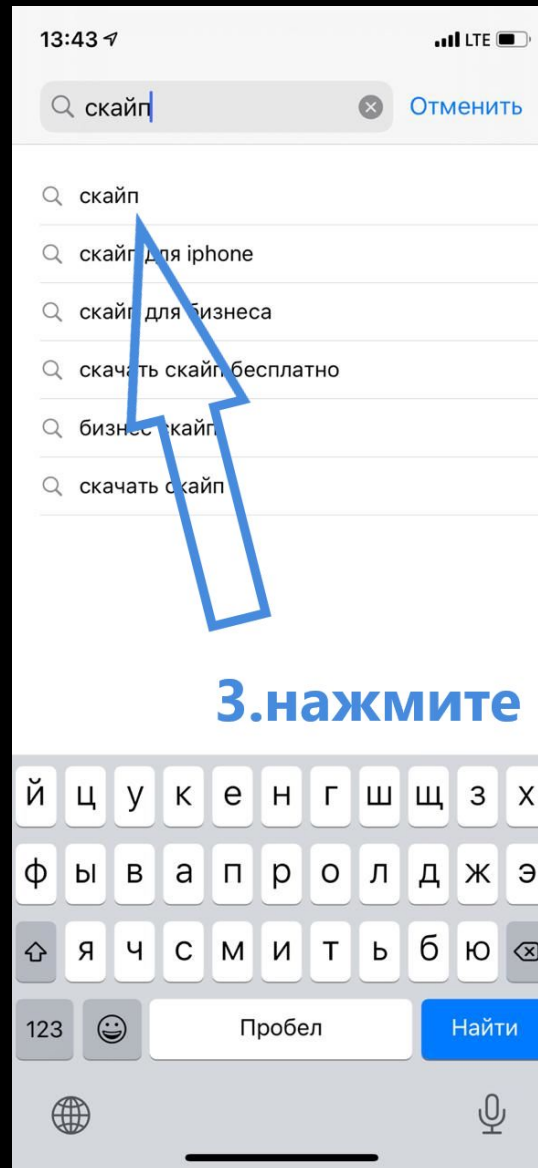 13:43 LTE
скайп Отменить
скайп
скайп для iphone
скайп для бизнеса
скачать скайп бесплатно
бизнес скайп
скачать скайп
3.нажмите
й ц у к е н г ш щ з х
ф ы в а п р о л д ж э
я ч с м и т ь б ю
123 Пробел Найти